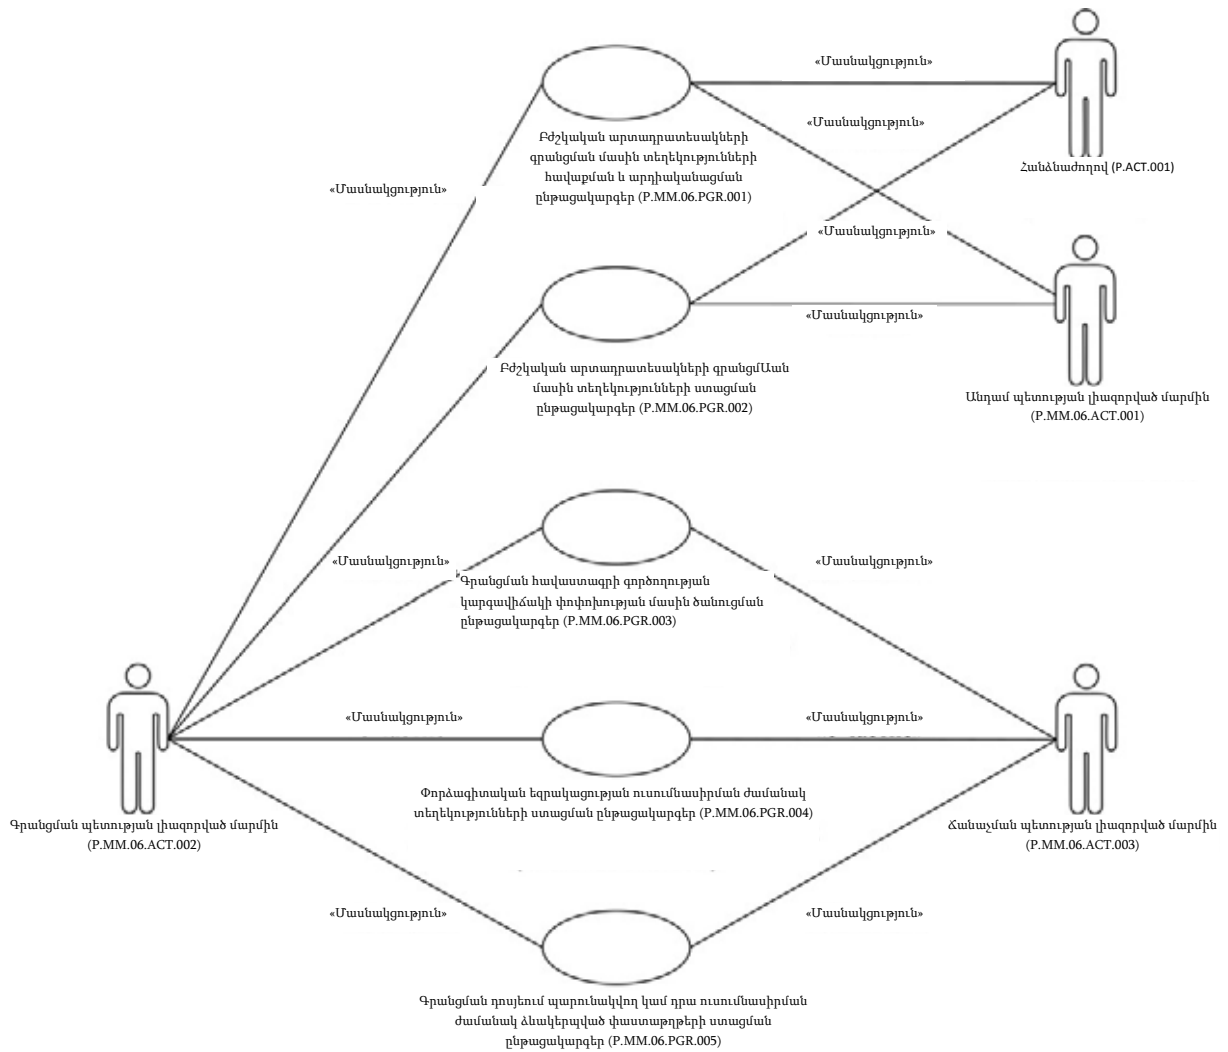 «Մասնակցություն»
«Մասնակցություն»
Բժշկական արտադրատեսակների
գրանցման մասին տեղեկությունների
հավաքման և արդիականացման
ընթացակարգեր (P.MM.06.PGR.001)
Հանձնաժողով (P.ACT.001)
«Մասնակցություն»
«Մասնակցություն»
«Մասնակցություն»
Բժշկական արտադրատեսակների գրանցմԱան
մասին տեղեկությունների ստացման
ընթացակարգեր (P.MM.06.PGR.002)
Անդամ պետության լիազորված մարմին
(P.MM.06.ACT.001)
«Մասնակցություն»
«Մասնակցություն»
Գրանցման հավաստագրի գործողության
կարգավիճակի փոփոխության մասին ծանուցման
ընթացակարգեր (P.MM.06.PGR.003)
«Մասնակցություն»
«Մասնակցություն»
Փորձագիտական եզրակացության ուսումնասիրման ժամանակ
տեղեկությունների ստացման ընթացակարգեր (P.MM.06.PGR.004)
Գրանցման պետության լիազորված մարմին
(P.MM.06.ACT.002)
Ճանաչման պետության լիազորված մարմին
(P.MM.06.ACT.003)
«Մասնակցություն»
«Մասնակցություն»
Գրանցման դոսյեում պարունակվող կամ դրա ուսումնասիրման
ժամանակ ձևակերպված փաստաթղթերի ստացման
ընթացակարգեր (P.MM.06.PGR.005)